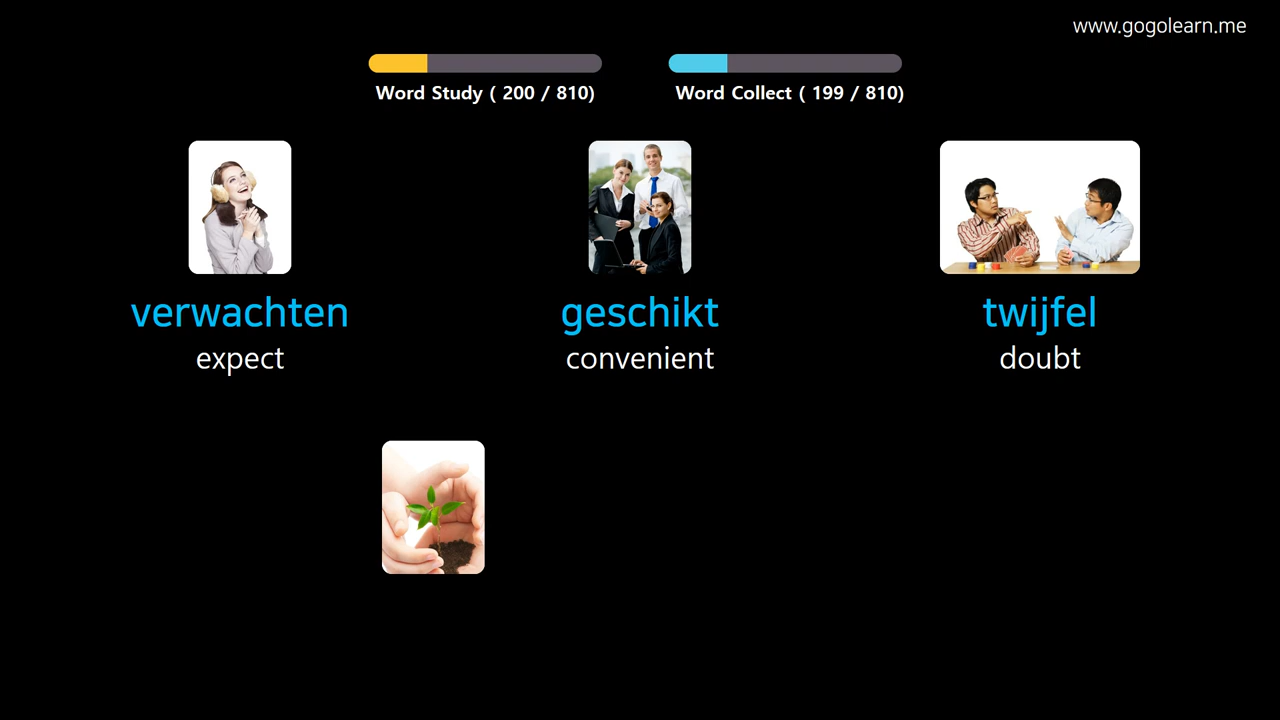 www.gogolearn.me
Word Study ( 200 / 810)
Word Collect ( 199 / 810)
verwachten
expect
geschikt
convenient
twijfel
doubt